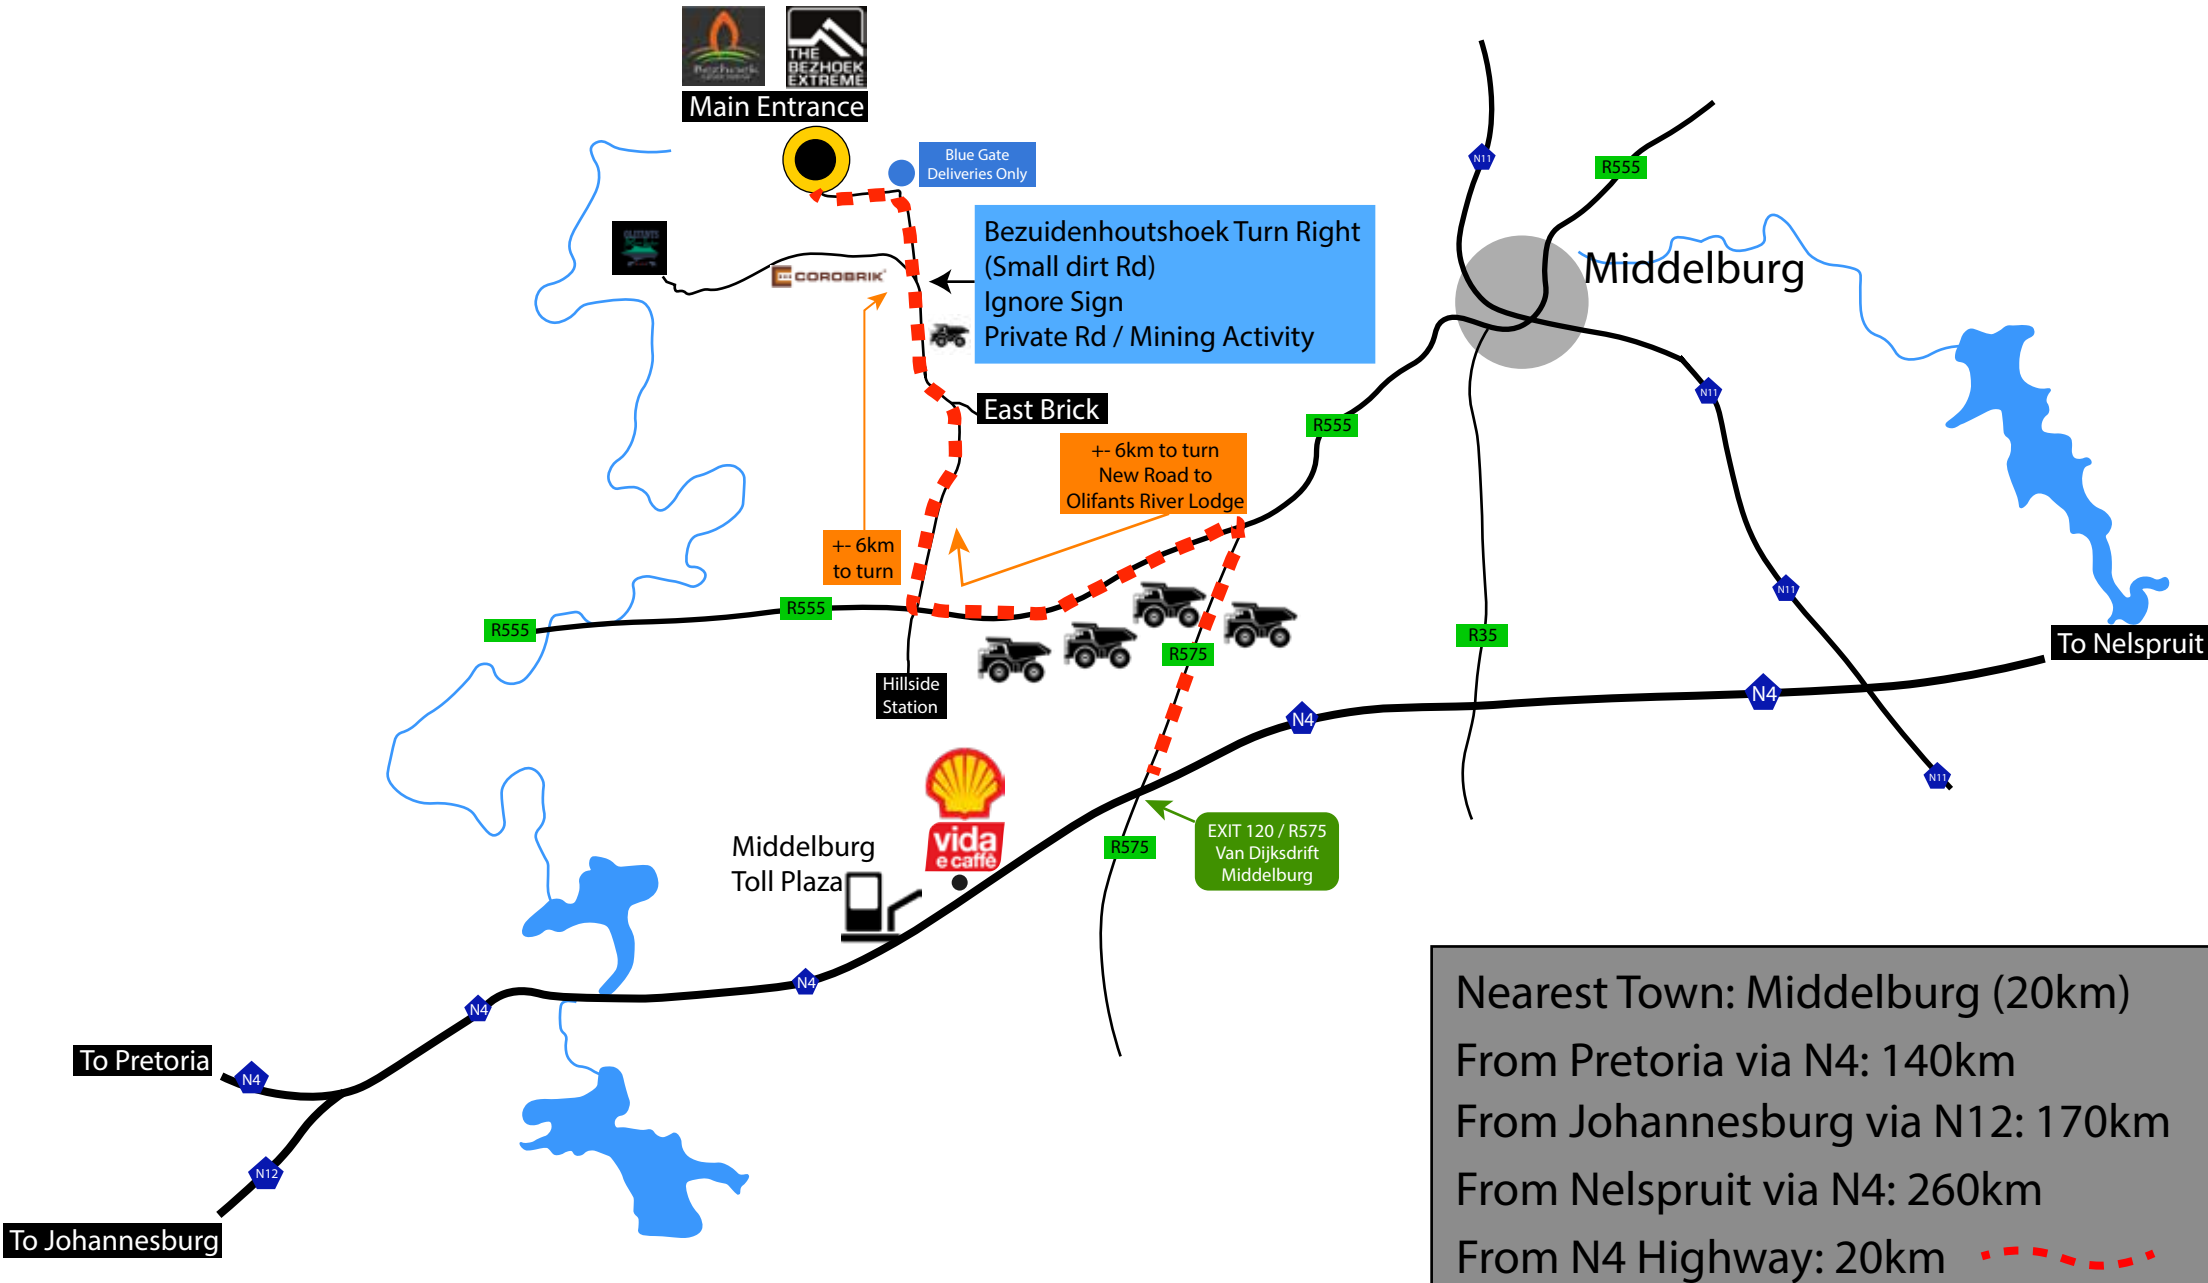 Bezhoek
THE
BEZHOEK
EXTREME
Main Entrance
Blue Gate
Deliveries Only
N11
R555
OLIFANTS
COROBRIK
Bezuidenhoutshoek Turn Right
(Small dirt Rd)
Ignore Sign
Private Rd / Mining Activity
Middelburg
N11
East Brick
R555
+- 6km to turn
New Road to
Olifants River Lodge
+- 6km
to turn
N11
R555
R555
R575
R35
To Nelspruit
Hillside
Station
N4
N4
N11
vida
e caffè
Middelburg
Toll Plaza
R575
EXIT 120 / R575
Van Dijksdrift
Middelburg
N4
N4
To Pretoria
N4
N12
To Johannesburg
Nearest Town: Middelburg (20km)
From Pretoria via N4: 140km
From Johannesburg via N12: 170km
From Nelspruit via N4: 260km
From N4 Highway: 20km